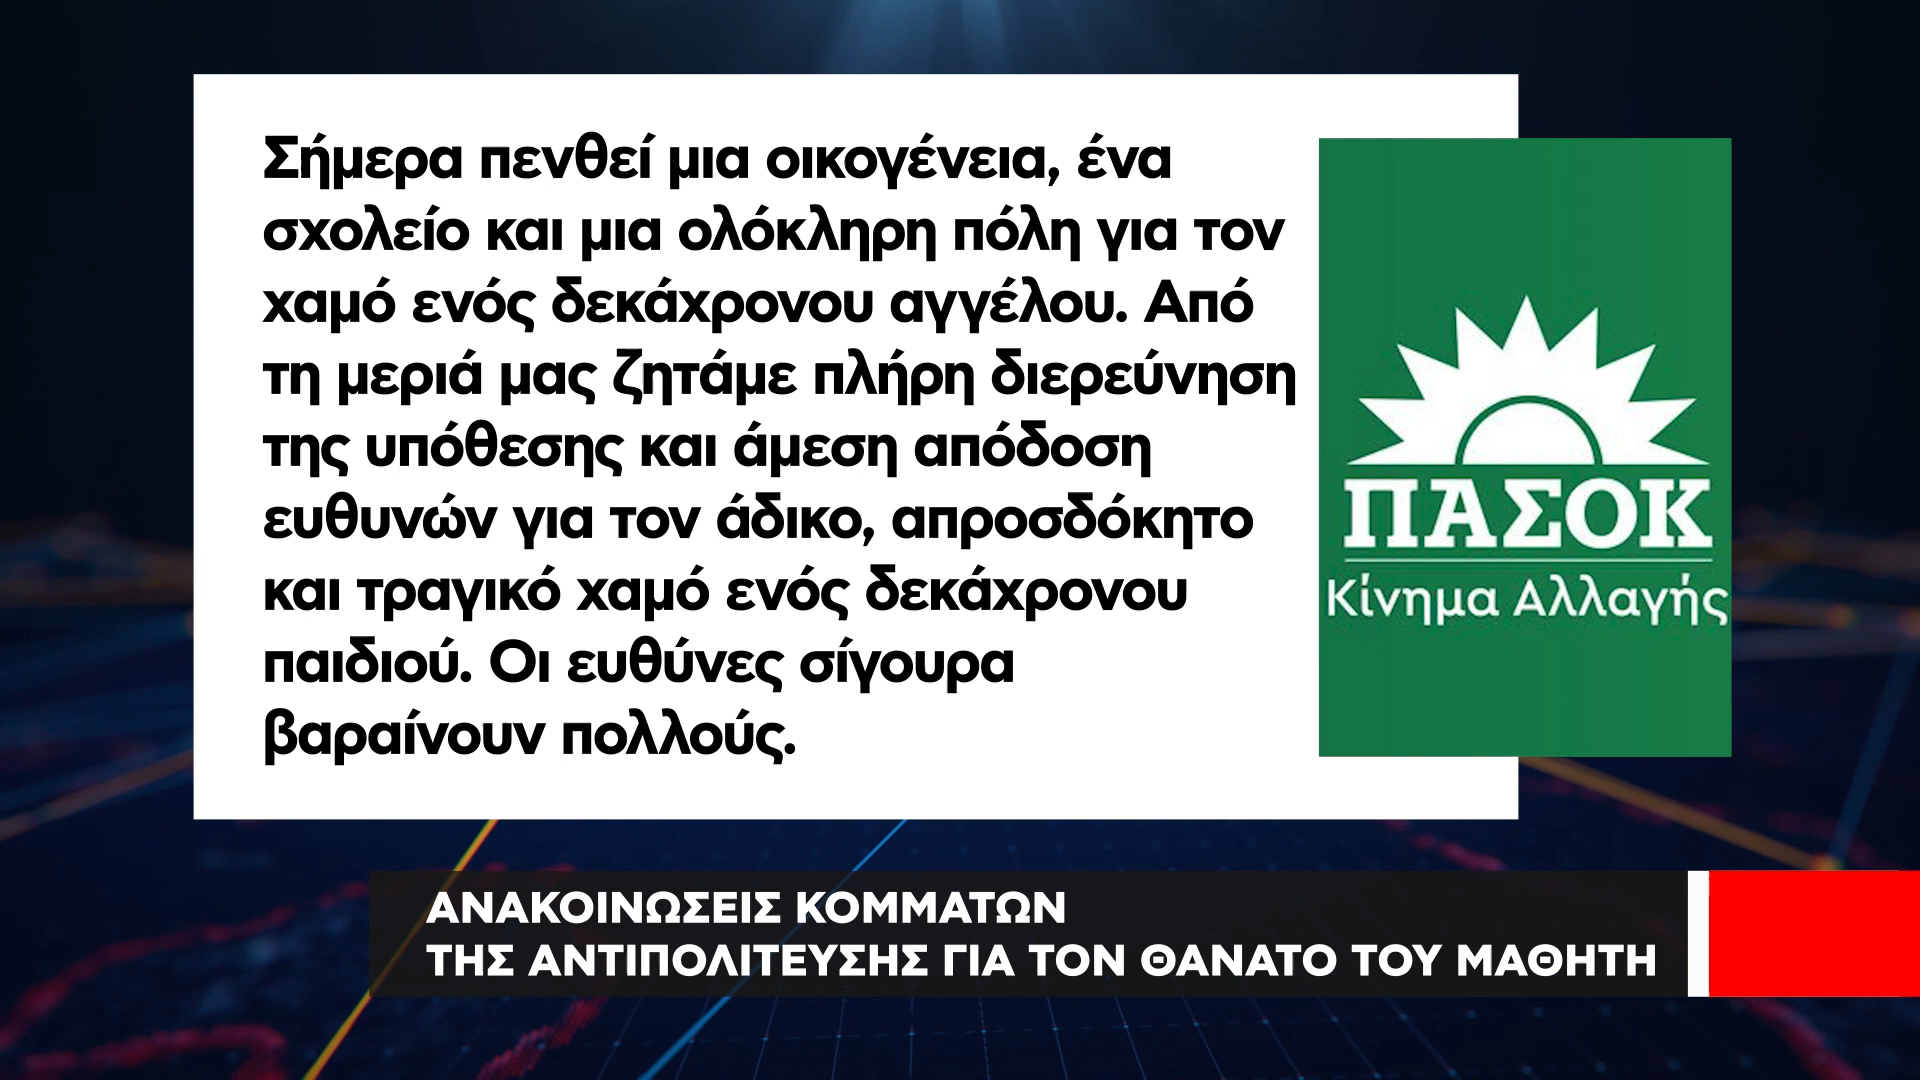 Σήμερα πενθεί μια οικογένεια, ένα
σχολείο και μια ολόκληρη πόλη για τον
χαμό ενός δεκάχρονου αγγέλου. Από
τη μεριά μας ζητάμε πλήρη διερεύνηση
της υπόθεσης και άμεση απόδοση
ευθυνών για τον άδικο, απροσδόκητο
και τραγικό χαμό ενός δεκάχρονου
παιδιού. Οι ευθύνες σίγουρα
βαραίνουν πολλούς.
ΠΑΣΟΚ
Κίνημα Αλλαγής
ΑΝΑΚΟΙΝΩΣΕΙΣ ΚΟΜΜΑΤΩΝ
ΤΗΣ ΑΝΤΙΠΟΛΙΤΕΥΣΗΣ ΓΙΑ ΤΟΝ ΘΑΝΑΤΟ ΤΟΥ ΜΑΘΗΤΗ